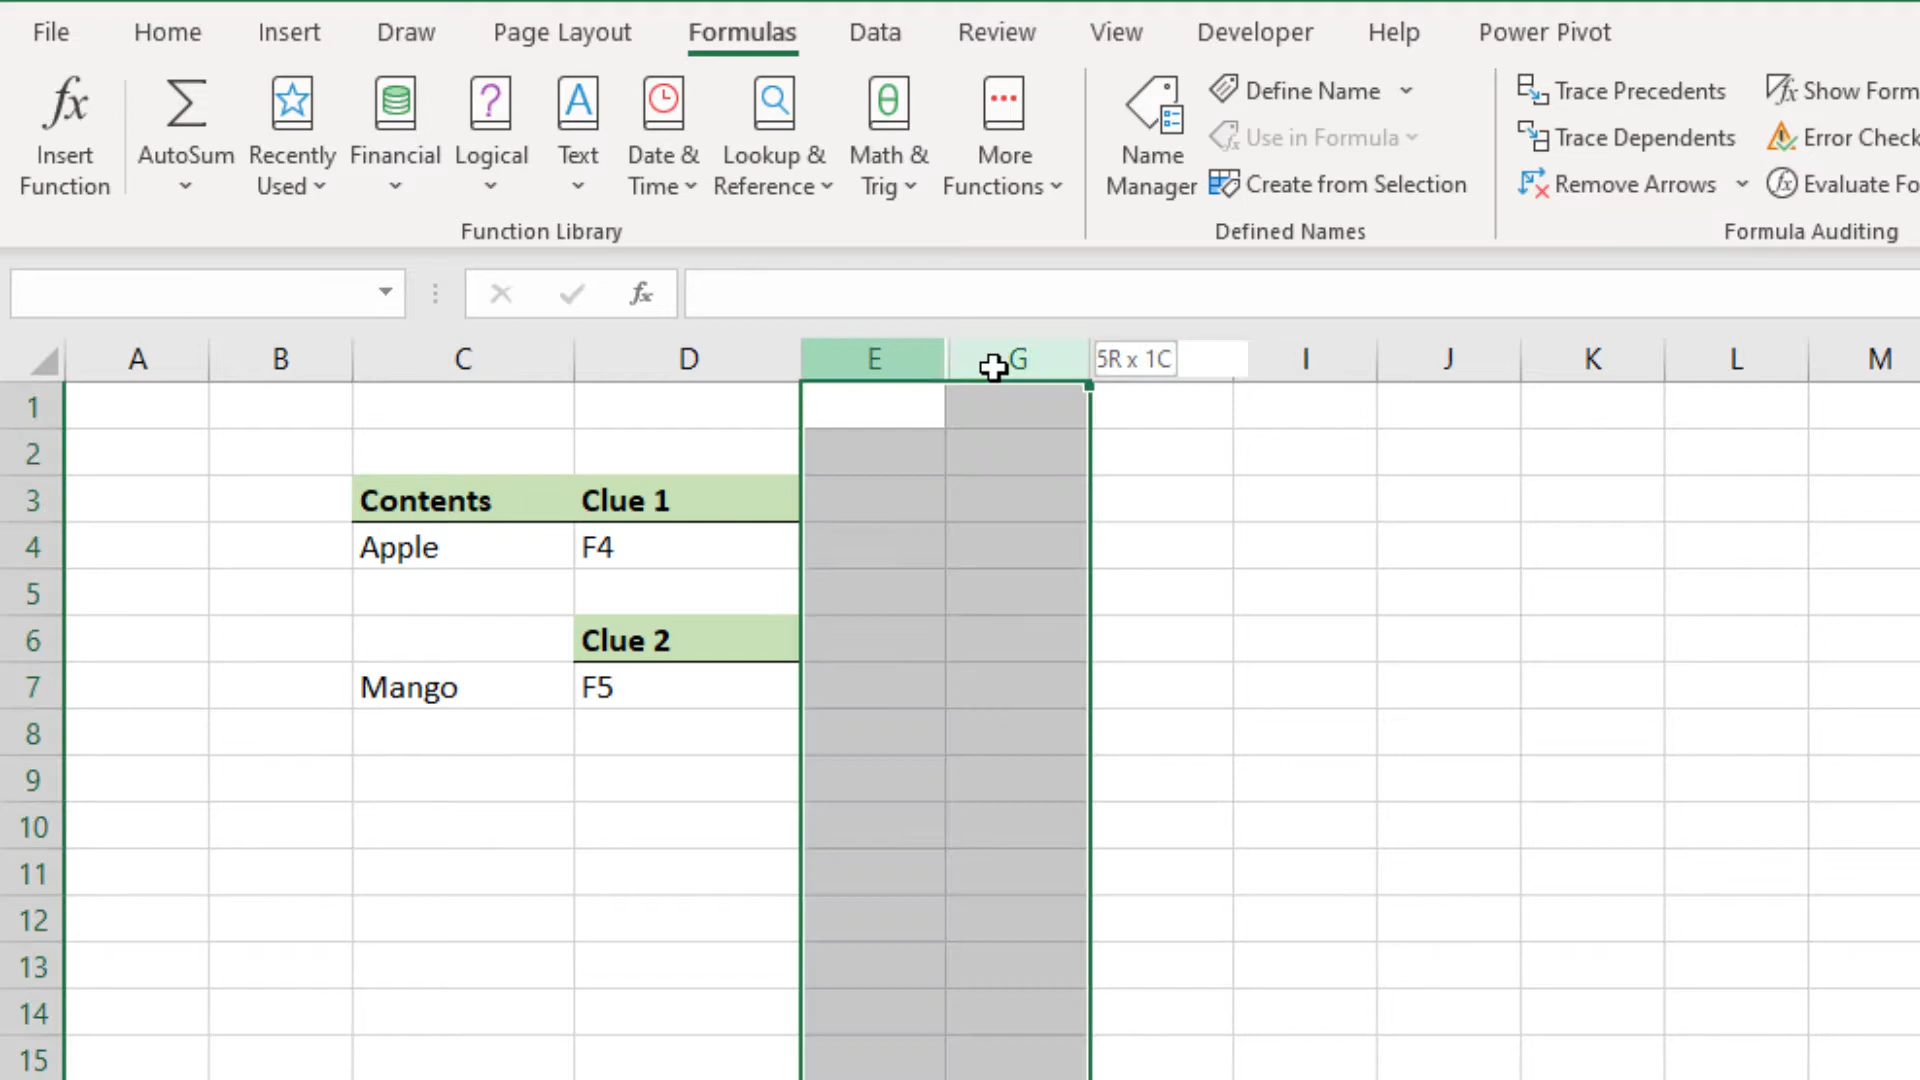 File Home Insert Draw Page Layout Formulas Data Review View Developer Help Power Pivot
fx Insert Function
AutoSum
Recently Used
Financial
Logical
A Text
Date & Time
Lookup & Reference
θ Math & Trig
More Functions
Function Library
Name Manager
Define Name
Use in Formula
Create from Selection
Defined Names
Trace Precedents
Trace Dependents
Remove Arrows
fx Show Form
Error Check
fx Evaluate Fo
Formula Auditing
fx
A B C D E G 5R x 1C I J K L M
1
2
3 Contents Clue 1
4 Apple F4
5
6 Clue 2
7 Mango F5
8
9
10
11
12
13
14
15